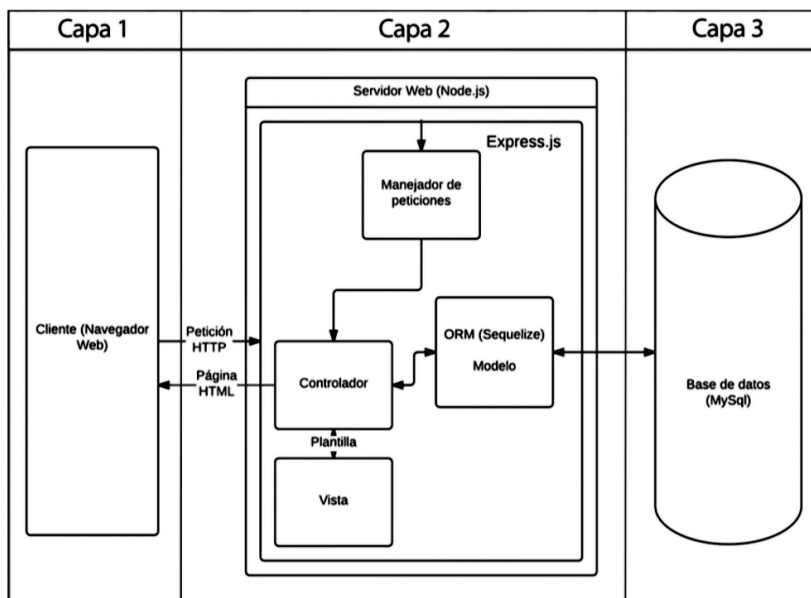 Capa 1
Capa 2
Capa 3
Servidor Web (Node.js)
Express.js
Manejador de
peticiones
Cliente (Navegador
Web)
Petición
HTTP
Página
HTML
Controlador
ORM (Sequelize)
Modelo
Base de datos
(MySql)
Plantilla
Vista